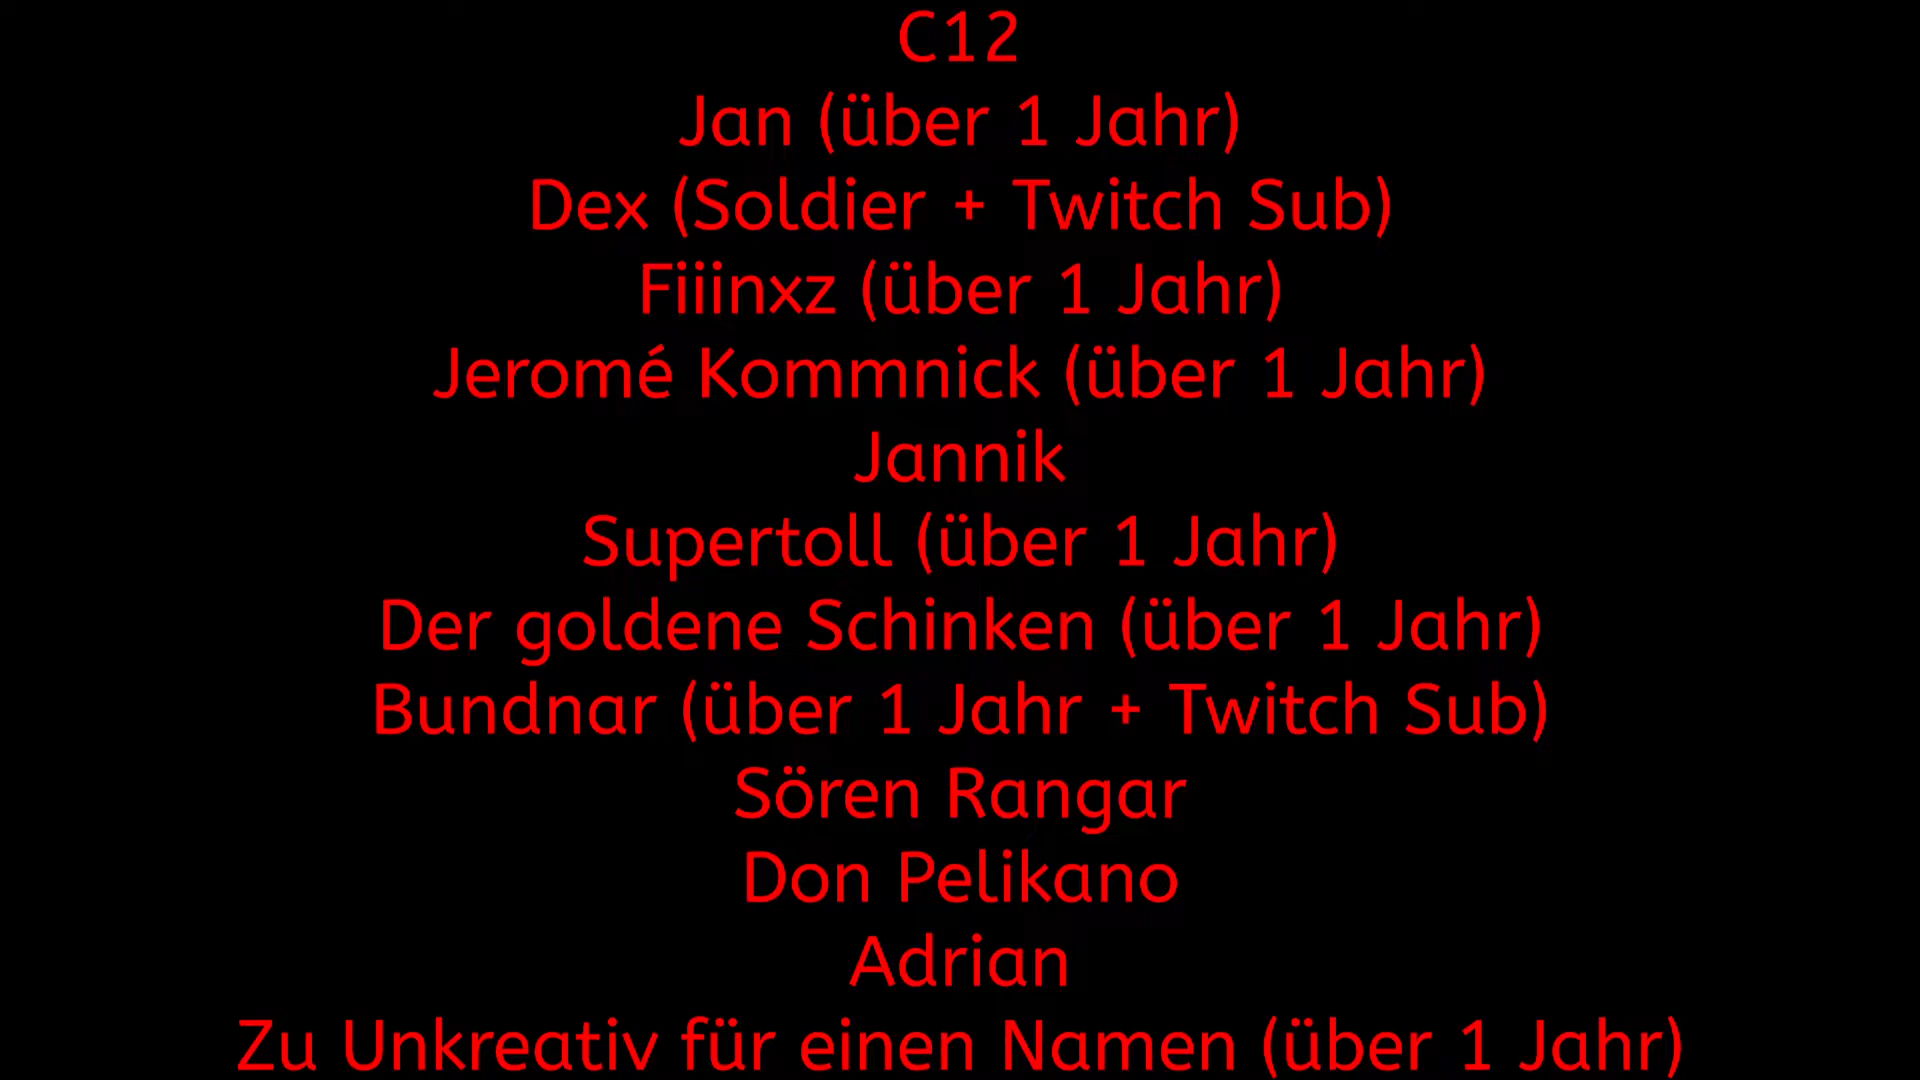 C12
Jan (über 1 Jahr)
Dex (Soldier + Twitch Sub)
Fiiinxz (über 1 Jahr)
Jeromé Kommnick (über 1 Jahr)
Jannik
Supertoll (über 1 Jahr)
Der goldene Schinken (über 1 Jahr)
Bundnar (über 1 Jahr + Twitch Sub)
Sören Rangar
Don Pelikano
Adrian
Zu Unkreativ für einen Namen (über 1 Jahr)